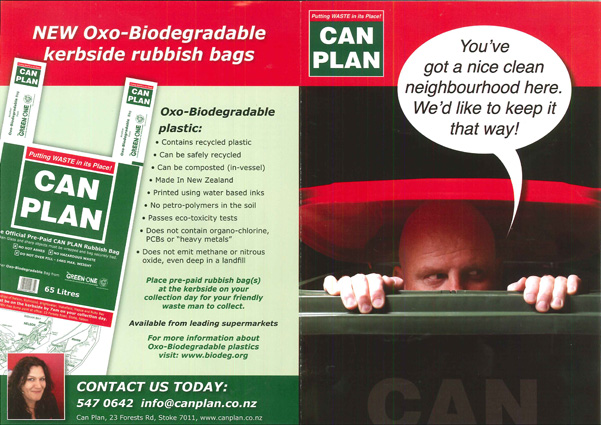 NEW Oxo-Biodegradable
kerbside rubbish bags
Oxo-Biodegradable
plastic:
• Contains recycled plastic
• Can be safely recycled
• Can be composted (in-vessel)
• Made In New Zealand
• Printed using water based inks
• No petro-polymers in the soil
• Passes eco-toxicity tests
• Does not contain organo-chlorine,
PCBs or "heavy metals"
• Does not emit methane or nitrous
oxide, even deep in a landfill
Place pre-paid rubbish bag(s)
at the kerbside on your
collection day for your friendly
waste man to collect.
Available from leading supermarkets
For more information about
Oxo-Biodegradable plastics
visit: www.biodeg.org
CAN PLAN
GREEN ONE
CAN PLAN
GREEN ONE
Putting WASTE in its Place!
CAN
PLAN
Official Pre-Paid CAN PLAN Rubbish Bag
GREEN ONE
65 Litres
CONTACT US TODAY:
547 0642 info@canplan.co.nz
Can Plan, 23 Forests Rd, Stoke 7011, www.canplan.co.nz
Putting WASTE in its Place!
CAN
PLAN
You've
got a nice clean
neighbourhood here.
We'd like to keep it
that way!
CAN